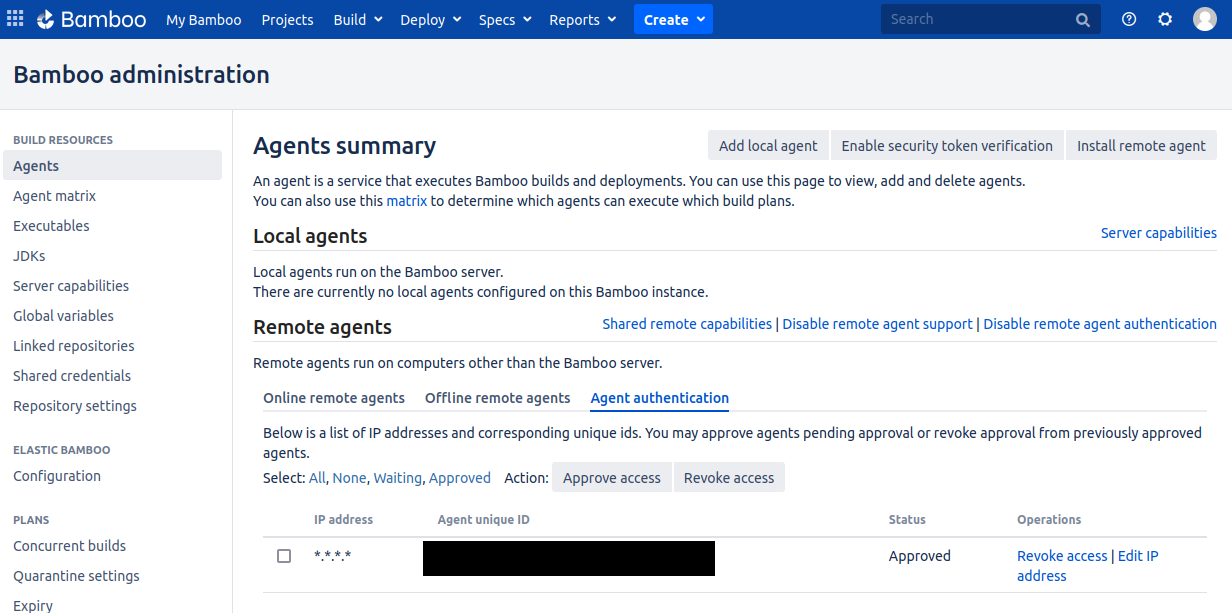 Bamboo My Bamboo Projects Build Deploy Specs Reports Create Search
Bamboo administration
BUILD RESOURCES
Agents
Agent matrix
Executables
JDKs
Server capabilities
Global variables
Linked repositories
Shared credentials
Repository settings
ELASTIC BAMBOO
Configuration
PLANS
Concurrent builds
Quarantine settings
Expiry
Agents summary
Add local agent Enable security token verification Install remote agent
An agent is a service that executes Bamboo builds and deployments. You can use this page to view, add and delete agents.
You can also use this matrix to determine which agents can execute which build plans.
Local agents Server capabilities
Local agents run on the Bamboo server.
There are currently no local agents configured on this Bamboo instance.
Remote agents Shared remote capabilities | Disable remote agent support | Disable remote agent authentication
Remote agents run on computers other than the Bamboo server.
Online remote agents Offline remote agents Agent authentication
Below is a list of IP addresses and corresponding unique ids. You may approve agents pending approval or revoke approval from previously approved
agents.
Select: All, None, Waiting, Approved Action: Approve access Revoke access
IP address Agent unique ID Status Operations
*.*.*.* Approved Revoke access | Edit IP
address